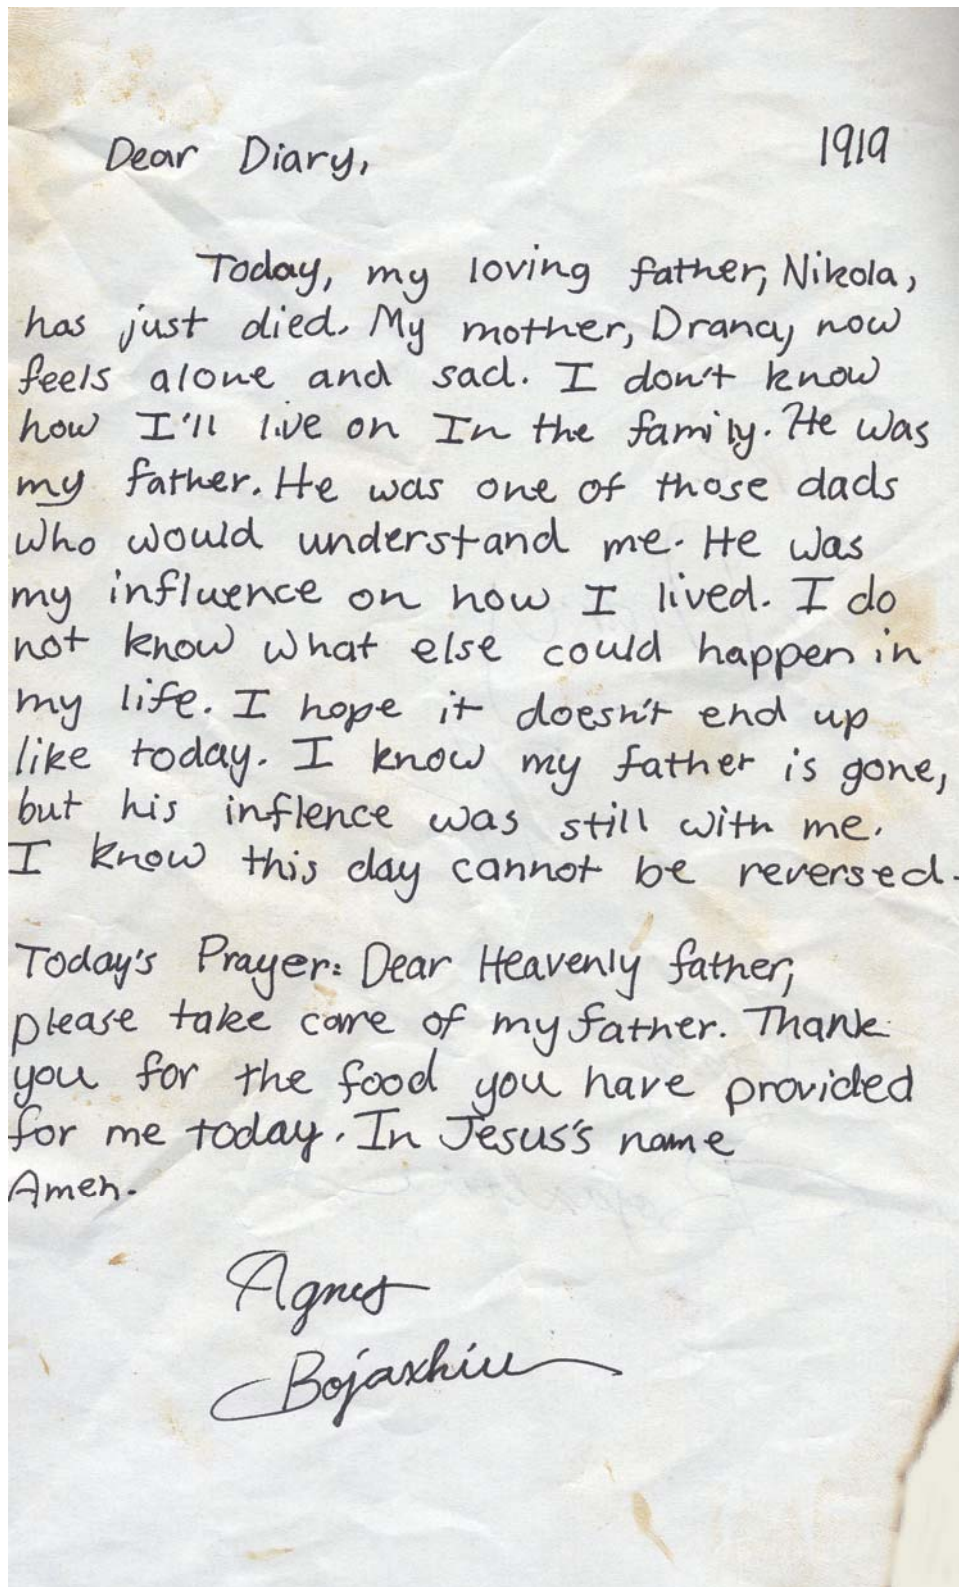 Dear Diary, 1919
Today, my loving father, Nikola,
has just died. My mother, Drana, now
feels alone and sad. I don't know
how I'll live on In the family. He was
my father. He was one of those dads
who would understand me. He was
my influence on how I lived. I do
not know what else could happen in
my life. I hope it doesn't end up
like today. I know my father is gone,
but his inflence was still with me.
I know this day cannot be reversed.
Today's Prayer: Dear Heavenly father,
please take care of my father. Thank
you for the food you have provided
for me today. In Jesus's name
Amen.
Agnes
Bojaxhiu